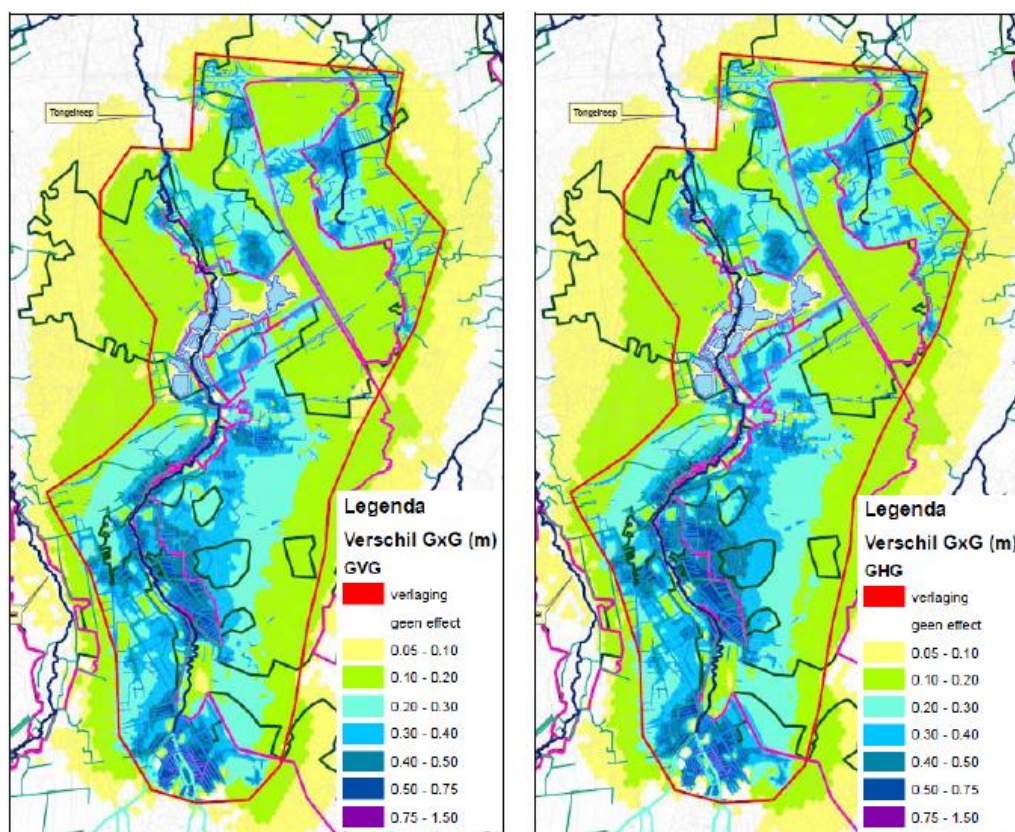 Tongelreep
Legenda
Verschil GxG (m)
GVG
verlaging
geen effect
0.05 - 0.10
0.10 - 0.20
0.20 - 0.30
0.30 - 0.40
0.40 - 0.50
0.50 - 0.75
0.75 - 1.50
Tongelreep
Legenda
Verschil GxG (m)
GHG
verlaging
geen effect
0.05 - 0.10
0.10 - 0.20
0.20 - 0.30
0.30 - 0.40
0.40 - 0.50
0.50 - 0.75
0.75 - 1.50